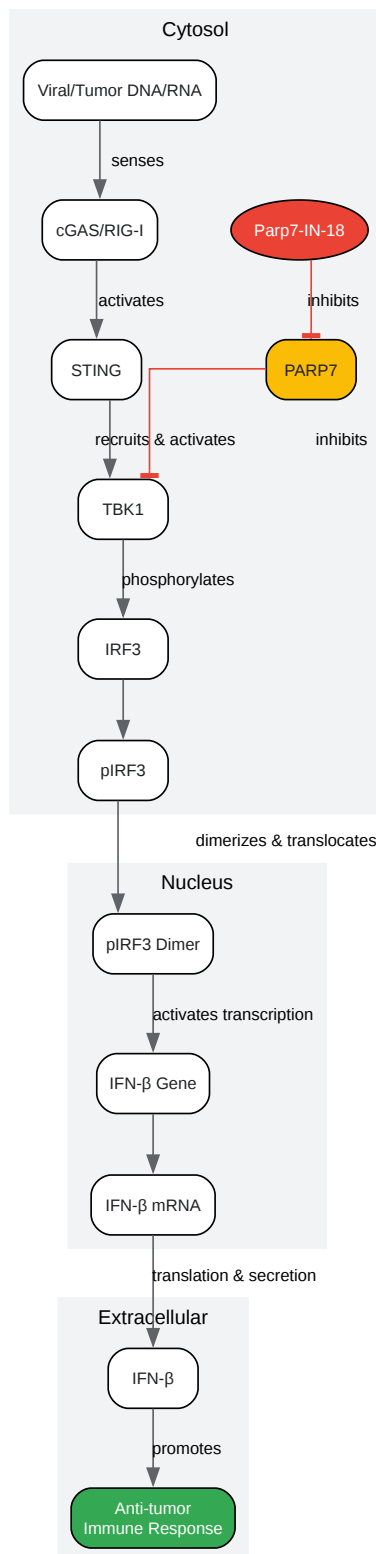 Cytosol
Viral/Tumor DNA/RNA
senses
cGAS/RIG-I
Parp7-IN-18
activates
inhibits
STING
PARP7
recruits & activates
inhibits
TBK1
phosphorylates
IRF3
pIRF3
dimerizes & translocates
Nucleus
pIRF3 Dimer
activates transcription
IFN-β Gene
IFN-β mRNA
translation & secretion
Extracellular
IFN-β
promotes
Anti-tumor
Immune Response